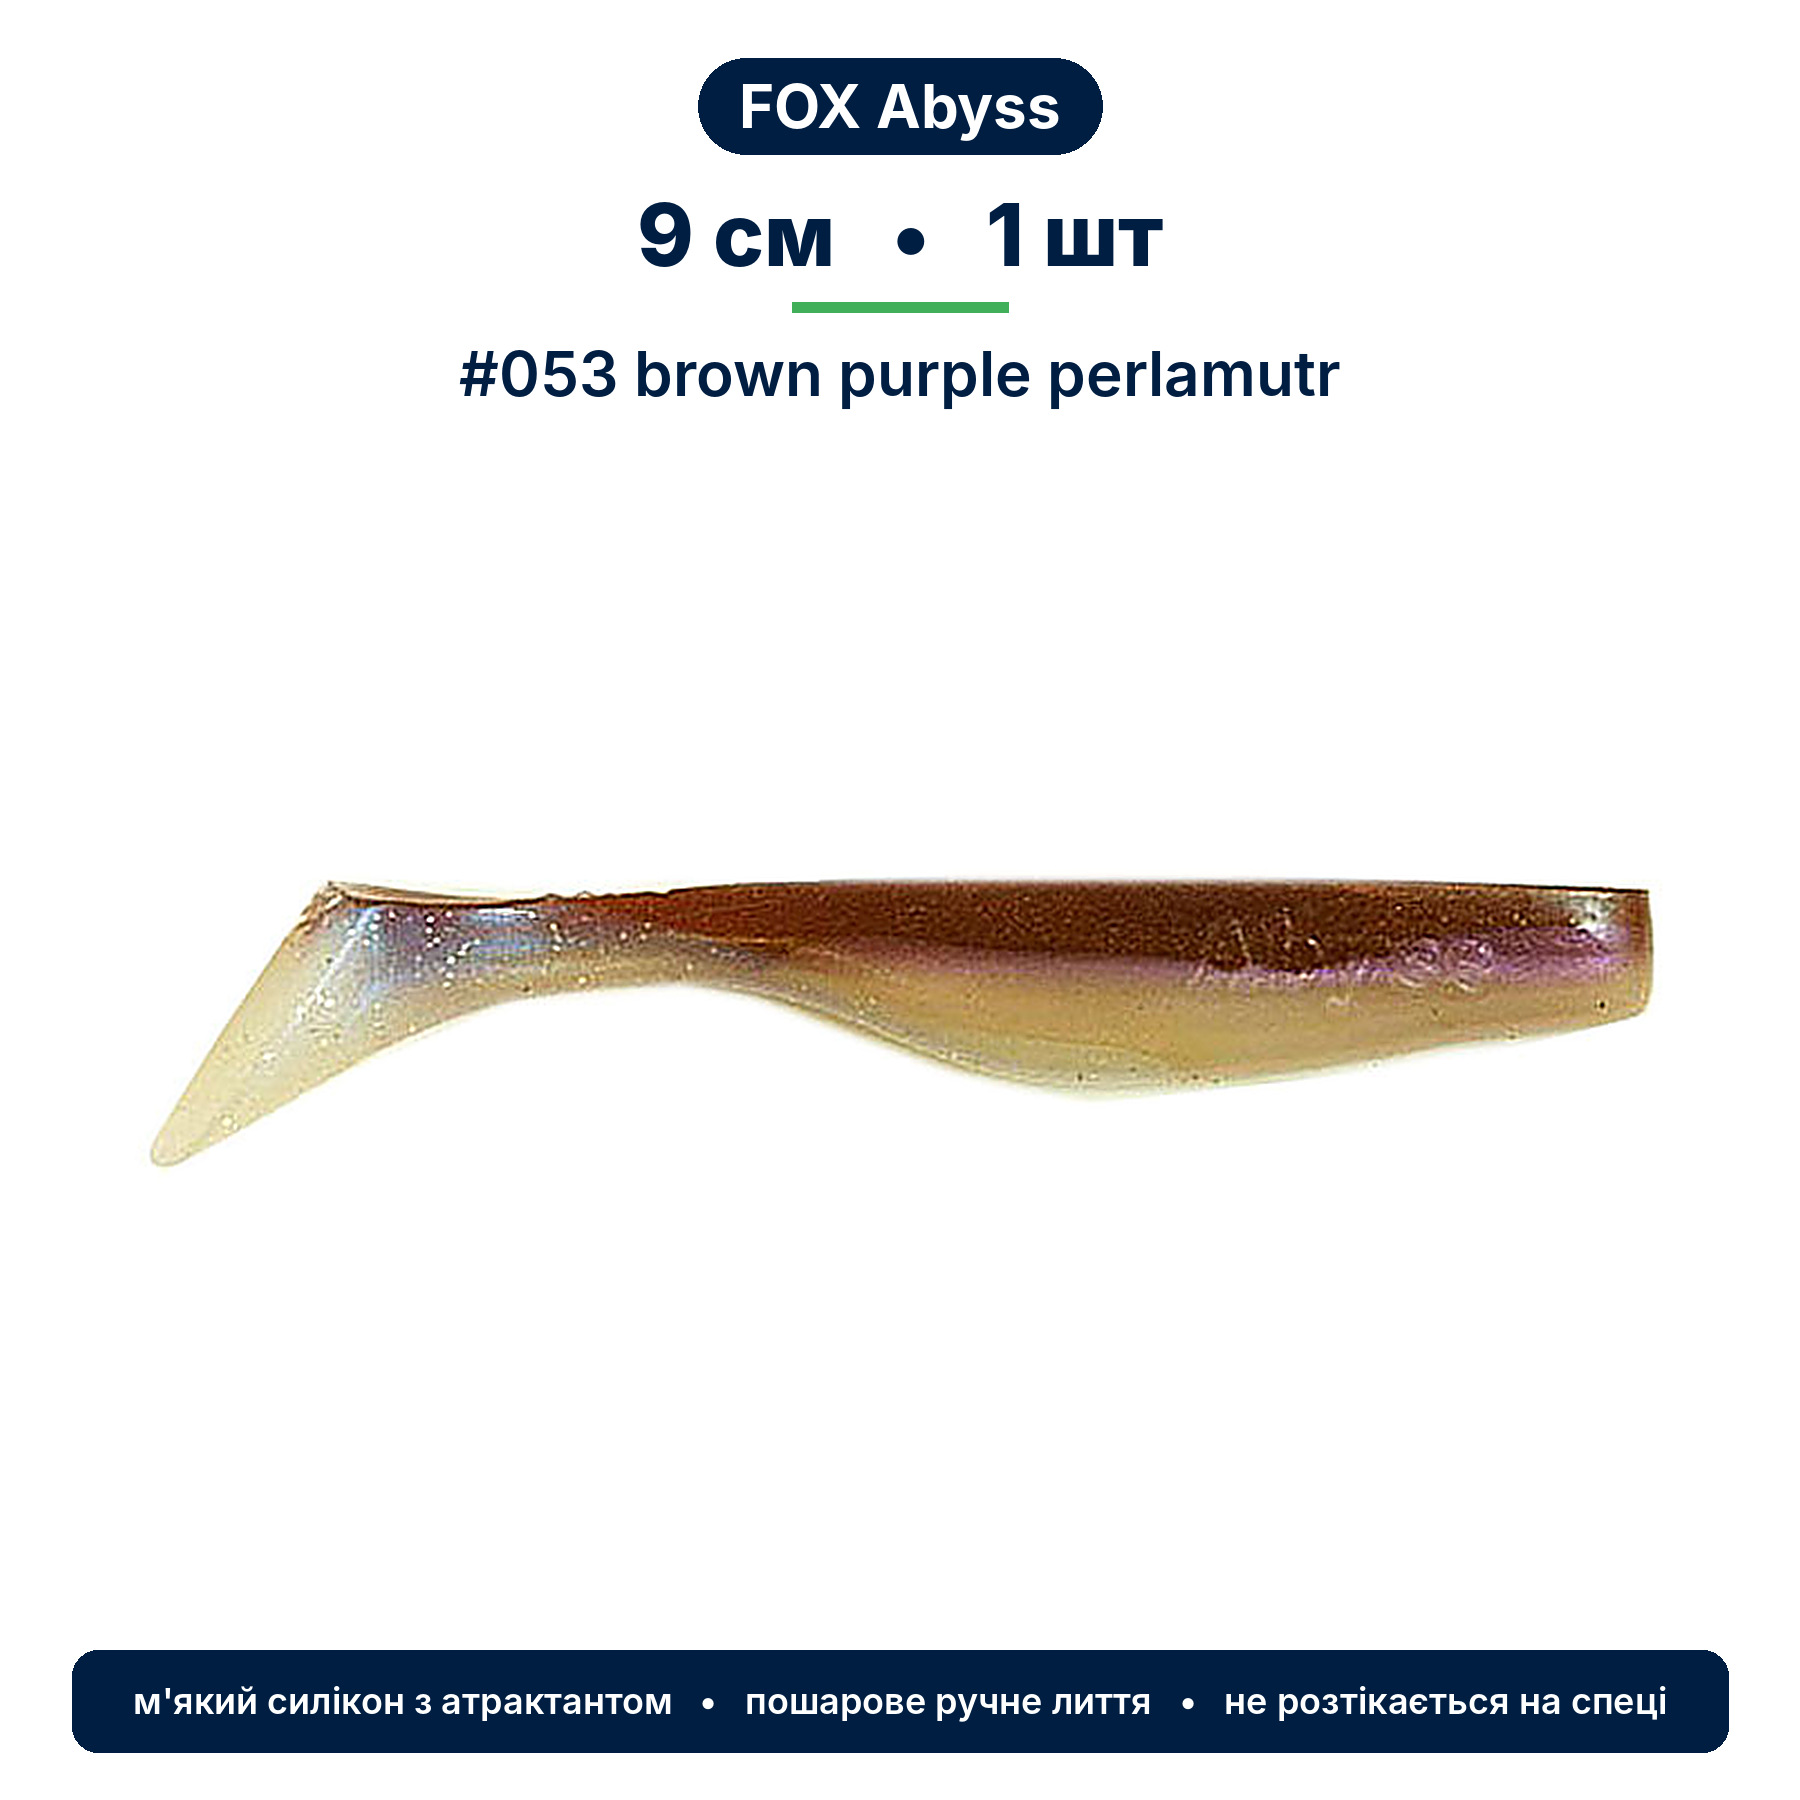 FOX Abyss
9 см • 1 шт
#053 brown purple perlamutr
м'який силікон з атрактантом • пошарове ручне лиття • не розтікається на спеці